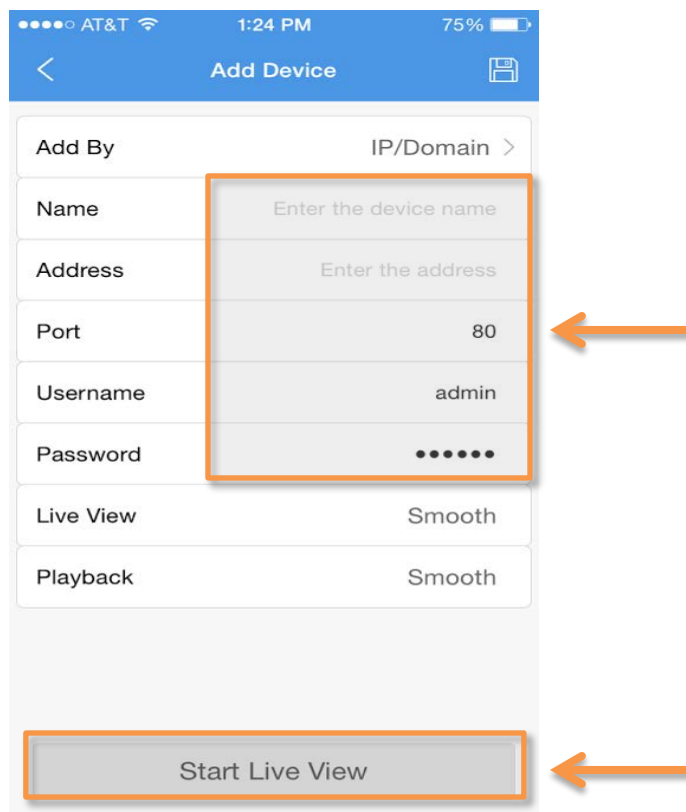 AT&T 1:24 PM 75%
Add Device
Add By IP/Domain >
Name Enter the device name
Address Enter the address
Port 80
Username admin
Password ••••••
Live View Smooth
Playback Smooth
Start Live View